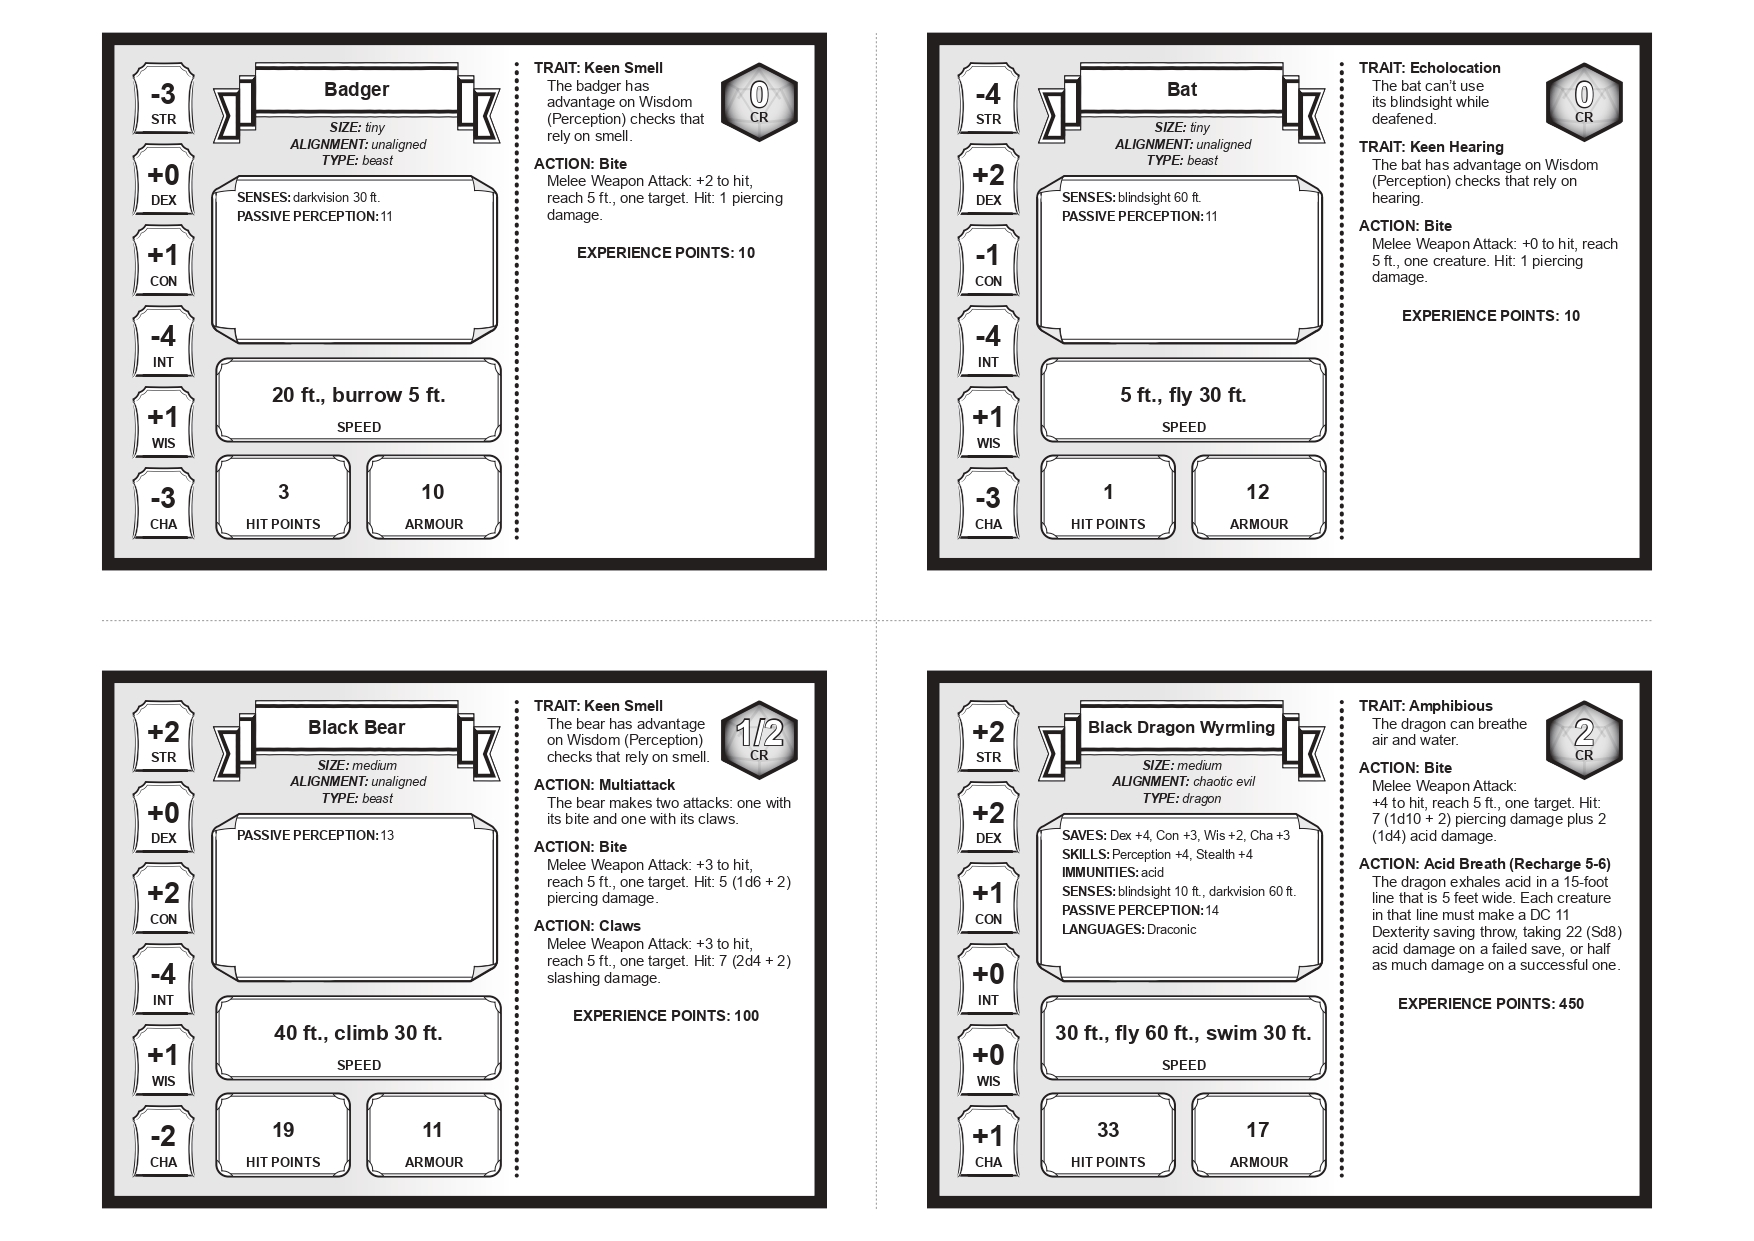 -3
STR
+0
DEX
+1
CON
-4
INT
+1
WIS
-3
CHA
Badger
SIZE: tiny
ALIGNMENT: unaligned
TYPE: beast
SENSES: darkvision 30 ft.
PASSIVE PERCEPTION: 11
20 ft., burrow 5 ft.
SPEED
3
HIT POINTS
10
ARMOUR
TRAIT: Keen Smell
The badger has
advantage on Wisdom
(Perception) checks that
rely on smell.
0
CR
ACTION: Bite
Melee Weapon Attack: +2 to hit,
reach 5 ft., one target. Hit: 1 piercing
damage.
EXPERIENCE POINTS: 10
-4
STR
+2
DEX
-1
CON
-4
INT
+1
WIS
-3
CHA
Bat
SIZE: tiny
ALIGNMENT: unaligned
TYPE: beast
SENSES: blindsight 60 ft.
PASSIVE PERCEPTION: 11
5 ft., fly 30 ft.
SPEED
1
HIT POINTS
12
ARMOUR
TRAIT: Echolocation
The bat can’t use
its blindsight while
deafened.
0
CR
TRAIT: Keen Hearing
The bat has advantage on Wisdom
(Perception) checks that rely on
hearing.
ACTION: Bite
Melee Weapon Attack: +0 to hit, reach
5 ft., one creature. Hit: 1 piercing
damage.
EXPERIENCE POINTS: 10
+2
STR
+0
DEX
+2
CON
-4
INT
+1
WIS
-2
CHA
Black Bear
SIZE: medium
ALIGNMENT: unaligned
TYPE: beast
PASSIVE PERCEPTION: 13
40 ft., climb 30 ft.
SPEED
19
HIT POINTS
11
ARMOUR
TRAIT: Keen Smell
The bear has advantage
on Wisdom (Perception)
checks that rely on smell.
1/2
CR
ACTION: Multiattack
The bear makes two attacks: one with
its bite and one with its claws.
ACTION: Bite
Melee Weapon Attack: +3 to hit,
reach 5 ft., one target. Hit: 5 (1d6 + 2)
piercing damage.
ACTION: Claws
Melee Weapon Attack: +3 to hit,
reach 5 ft., one target. Hit: 7 (2d4 + 2)
slashing damage.
EXPERIENCE POINTS: 100
+2
STR
+2
DEX
+1
CON
+0
INT
+0
WIS
+1
CHA
Black Dragon Wyrmling
SIZE: medium
ALIGNMENT: chaotic evil
TYPE: dragon
SAVES: Dex +4, Con +3, Wis +2, Cha +3
SKILLS: Perception +4, Stealth +4
IMMUNITIES: acid
SENSES: blindsight 10 ft., darkvision 60 ft.
PASSIVE PERCEPTION: 14
LANGUAGES: Draconic
30 ft., fly 60 ft., swim 30 ft.
SPEED
33
HIT POINTS
17
ARMOUR
TRAIT: Amphibious
The dragon can breathe
air and water.
2
CR
ACTION: Bite
Melee Weapon Attack:
+4 to hit, reach 5 ft., one target. Hit:
7 (1d10 + 2) piercing damage plus 2
(1d4) acid damage.
ACTION: Acid Breath (Recharge 5-6)
The dragon exhales acid in a 15-foot
line that is 5 feet wide. Each creature
in that line must make a DC 11
Dexterity saving throw, taking 22 (Sd8)
acid damage on a failed save, or half
as much damage on a successful one.
EXPERIENCE POINTS: 450